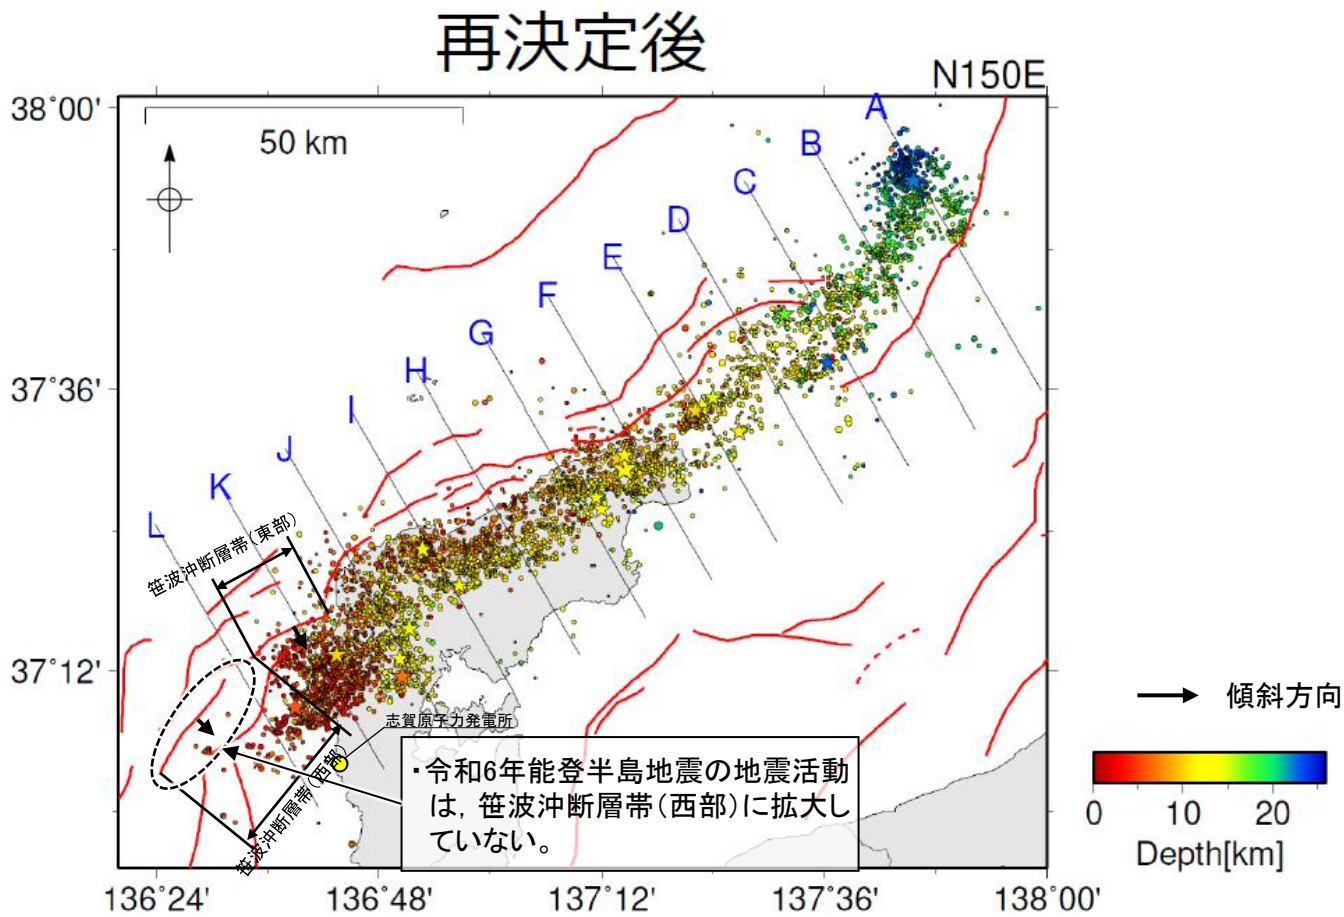 再決定後
N150E
38°00'
50 km
A
B
C
D
E
F
37°36'
G
H
I
J
K
L
笹波沖断層帯(東部)
37°12'
傾斜方向
志賀原子力発電所
笹波沖断層帯(西部)
・令和6年能登半島地震の地震活動
は，笹波沖断層帯(西部)に拡大し
ていない。
0 10 20
Depth[km]
136°24' 136°48' 137°12' 137°36' 138°00'